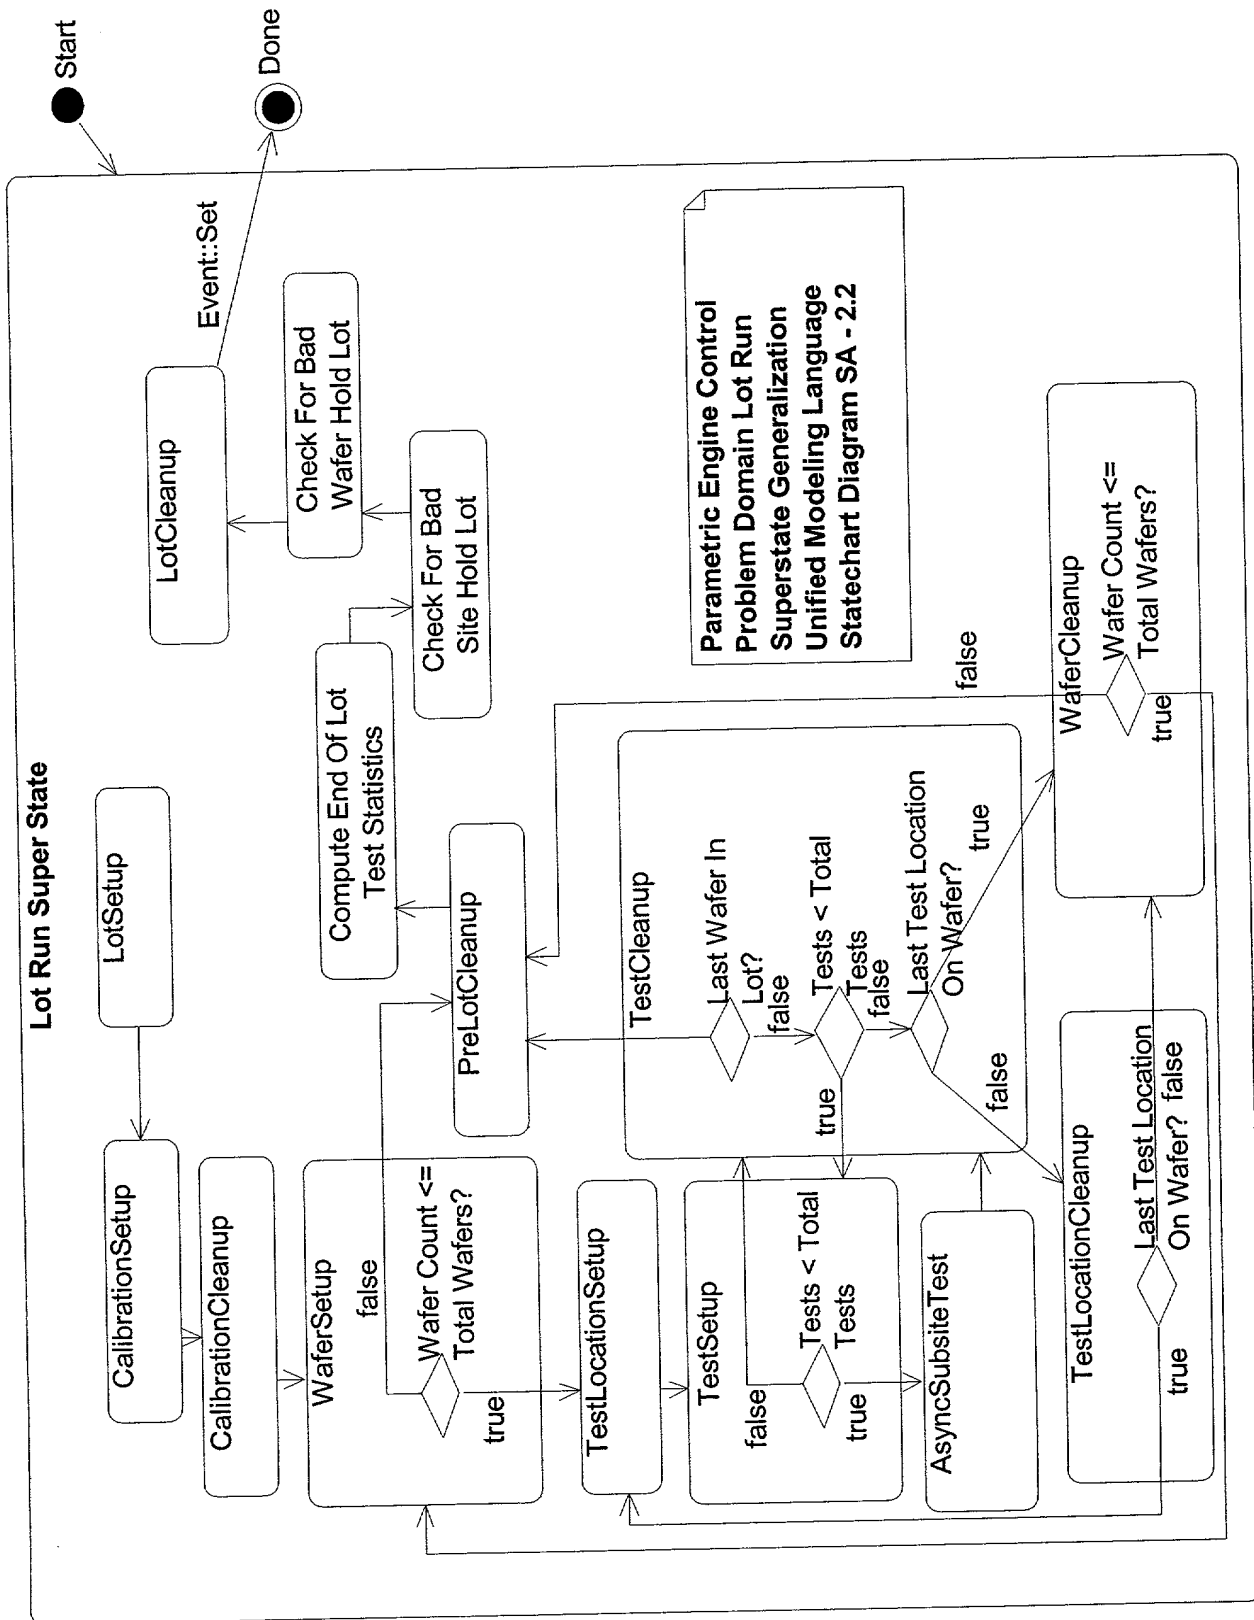 Lot Run Super State
Start
Done
Event::Set
LotSetup
LotCleanup
CalibrationSetup
CalibrationCleanup
Check For Bad
Wafer Hold Lot
Check For Bad
Site Hold Lot
Compute End Of Lot
Test Statistics
PreLotCleanup
WaferSetup
false
Wafer Count <=
Total Wafers?
true
TestLocationSetup
TestSetup
false
Tests < Total
Tests
true
AsyncSubsiteTest
TestCleanup
Last Wafer In
Lot?
false
Tests < Total
Tests
true
false
Last Test Location
On Wafer?
true
false
TestLocationCleanup
Last Test Location
On Wafer?
false
true
WaferCleanup
false
Wafer Count <=
Total Wafers?
true
Parametric Engine Control
Problem Domain Lot Run
Superstate Generalization
Unified Modeling Language
Statechart Diagram SA - 2.2